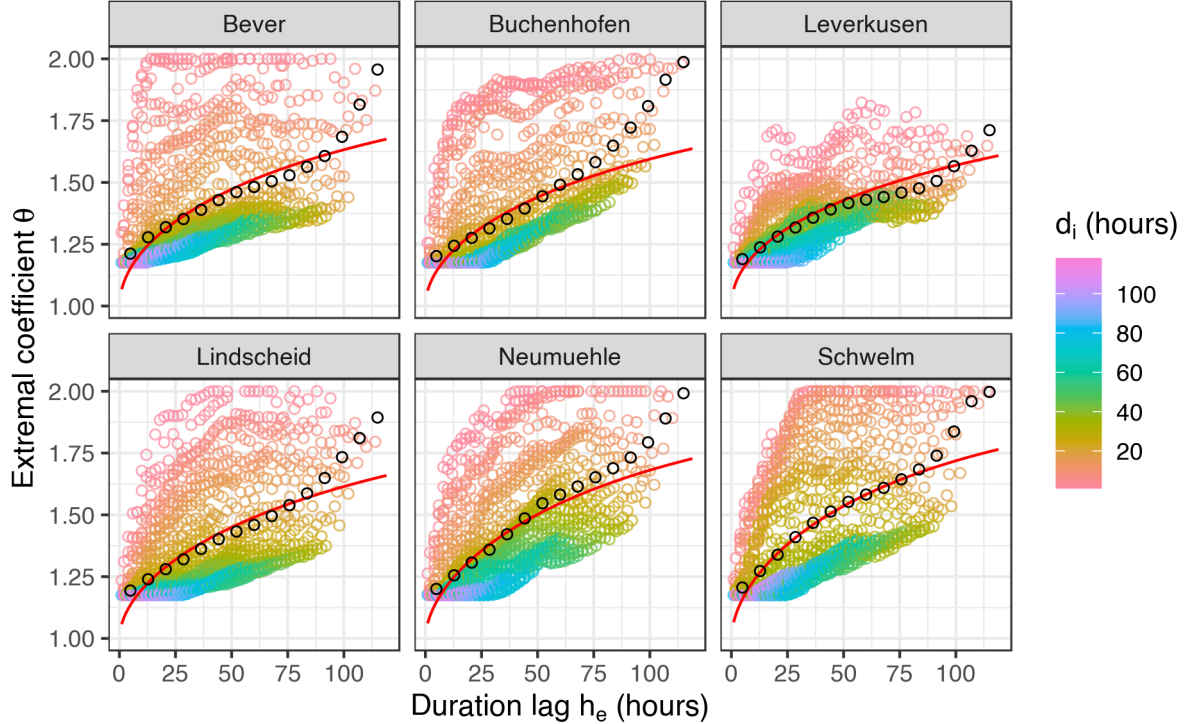 Bever Buchenhofen Leverkusen
2.00
1.75
1.50
1.25
1.00
Lindscheid Neumuehle Schwelm
2.00
1.75
1.50
1.25
1.00
0 25 50 75 100 0 25 50 75 100 0 25 50 75 100
Duration lag hₑ (hours)
Extremal coefficient θ
dᵢ (hours)
100
80
60
40
20